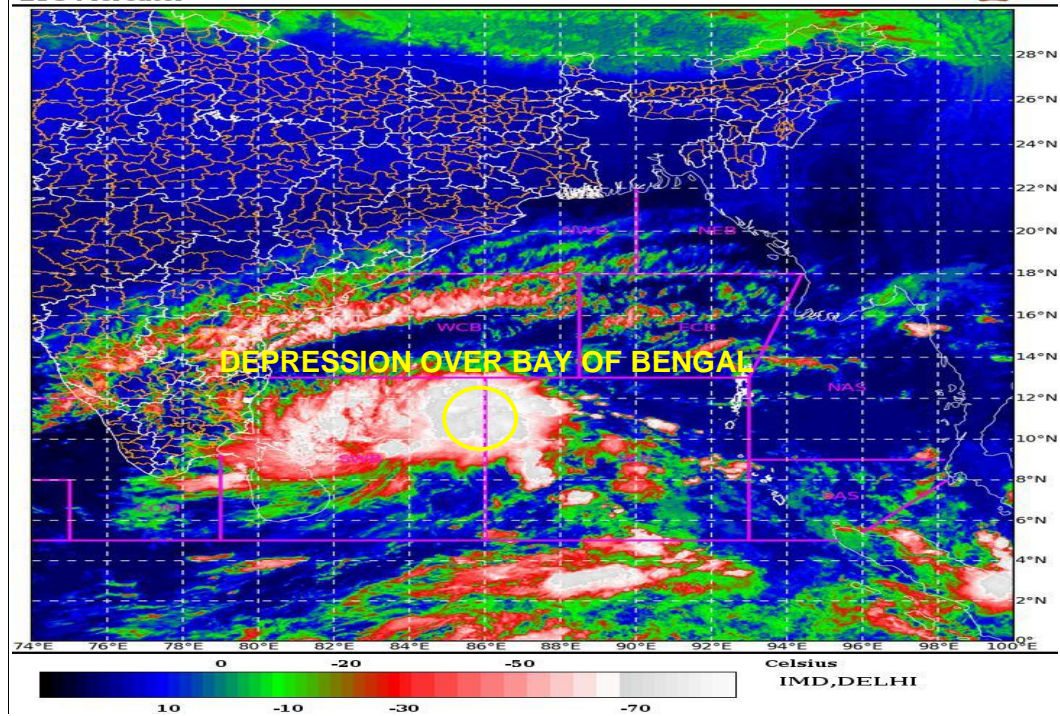 28°N
26°N
24°N
22°N
NWB NEB 20°N
18°N
WCB ECB 16°N
DEPRESSION OVER BAY OF BENGAL 14°N
NAS 12°N
10°N
8°N
6°N
4°N
2°N
0°
74°E 76°E 78°E 80°E 82°E 84°E 86°E 88°E 90°E 92°E 94°E 96°E 98°E 100°E
0 -20 -50 Celsius
IMD,DELHI
10 -10 -30 -70